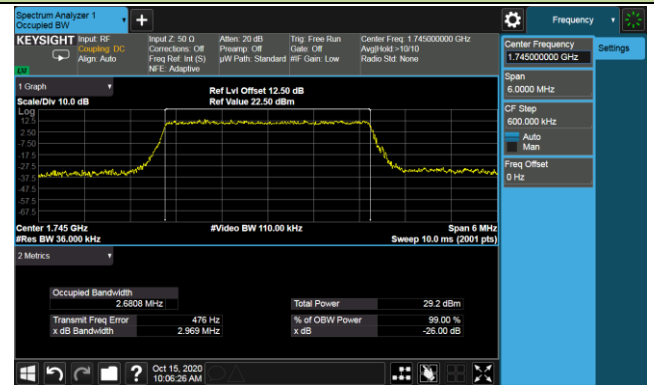 Spectrum Analyzer 1
Occupied BW
+
Frequency
KEYSIGHT
Input: RF
Coupling: DC
Align: Auto
Input Z: 50 Ω
Corrections: Off
Freq Ref: Int (S)
NFE: Adaptive
Atten: 20 dB
Preamp: Off
µW Path: Standard
Trig: Free Run
Gate: Off
#IF Gain: Low
Center Freq: 1.745000000 GHz
Avg|Hold:>10/10
Radio Std: None
Center Frequency
1.745000000 GHz
Settings
Span
6.0000 MHz
CF Step
600.000 kHz
Auto
Man
Freq Offset
0 Hz
1 Graph
Scale/Div 10.0 dB
Ref Lvl Offset 12.50 dB
Ref Value 22.50 dBm
Log
12.5
2.50
-7.50
-17.5
-27.5
-37.5
-47.5
-57.5
-67.5
Center 1.745 GHz
#Video BW 110.00 kHz
Span 6 MHz
#Res BW 36.000 kHz
Sweep 10.0 ms (2001 pts)
2 Metrics
Occupied Bandwidth
2.6808 MHz
Total Power 29.2 dBm
Transmit Freq Error 476 Hz
% of OBW Power 99.00 %
x dB Bandwidth 2.969 MHz
x dB -26.00 dB
?
Oct 15, 2020
10:06:26 AM